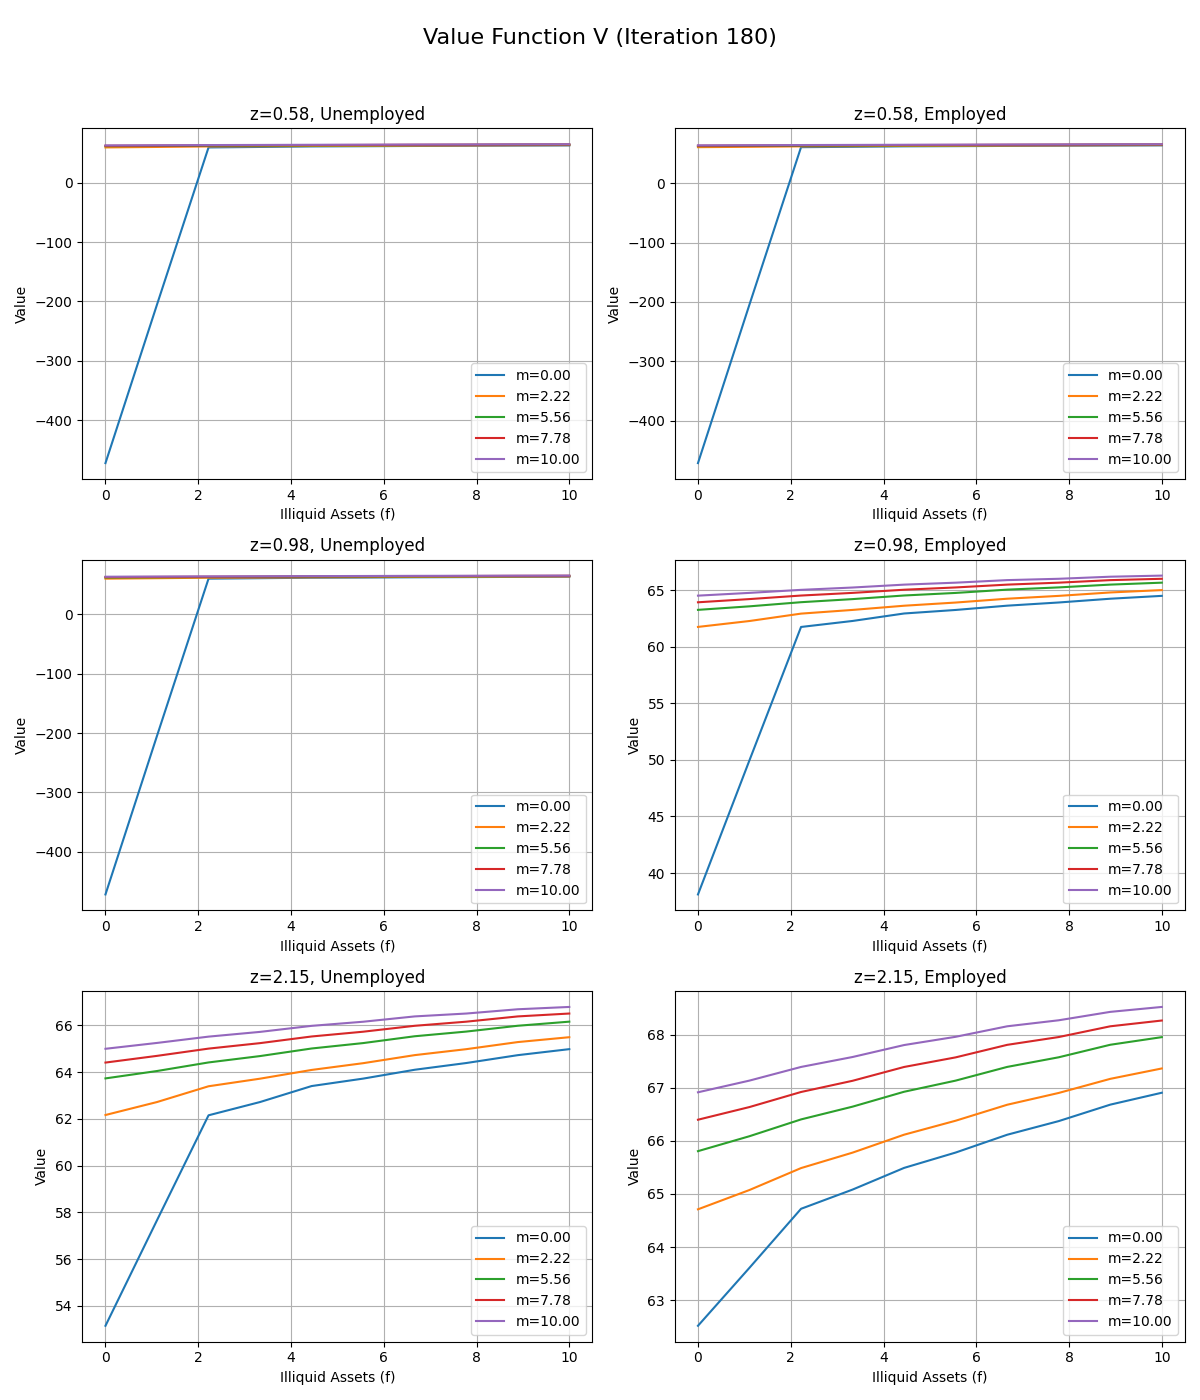 Value Function V (Iteration 180)
z=0.58, Unemployed
Value
0
−100
−200
−300
−400
0 2 4 6 8 10
Illiquid Assets (f)
m=0.00
m=2.22
m=5.56
m=7.78
m=10.00
z=0.58, Employed
Value
0
−100
−200
−300
−400
0 2 4 6 8 10
Illiquid Assets (f)
m=0.00
m=2.22
m=5.56
m=7.78
m=10.00
z=0.98, Unemployed
Value
0
−100
−200
−300
−400
0 2 4 6 8 10
Illiquid Assets (f)
m=0.00
m=2.22
m=5.56
m=7.78
m=10.00
z=0.98, Employed
Value
65
60
55
50
45
40
0 2 4 6 8 10
Illiquid Assets (f)
m=0.00
m=2.22
m=5.56
m=7.78
m=10.00
z=2.15, Unemployed
Value
66
64
62
60
58
56
54
0 2 4 6 8 10
Illiquid Assets (f)
m=0.00
m=2.22
m=5.56
m=7.78
m=10.00
z=2.15, Employed
Value
68
67
66
65
64
63
0 2 4 6 8 10
Illiquid Assets (f)
m=0.00
m=2.22
m=5.56
m=7.78
m=10.00